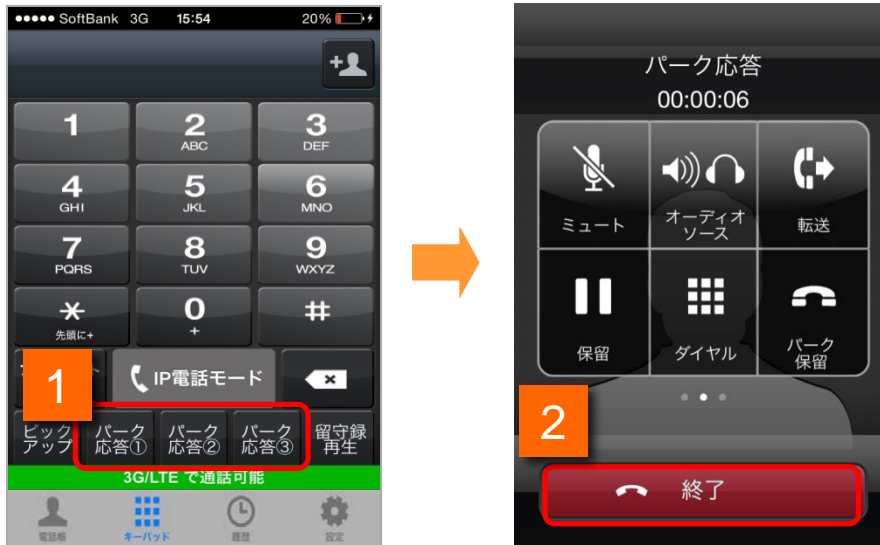 SoftBank 3G 15:54 20%
1
2
ABC
3
DEF
4
GHI
5
JKL
6
MNO
7
PQRS
8
TUV
9
WXYZ
先頭に+
0
+
#
1
IP電話モード
ピック
アップ
パーク
応答①
パーク
応答②
パーク
応答③
留守録
再生
3G/LTE で通話可能
電話帳
キーパッド
履歴
設定
パーク応答
00:00:06
ミュート
オーディオ
ソース
転送
保留
ダイヤル
パーク
保留
2
終了